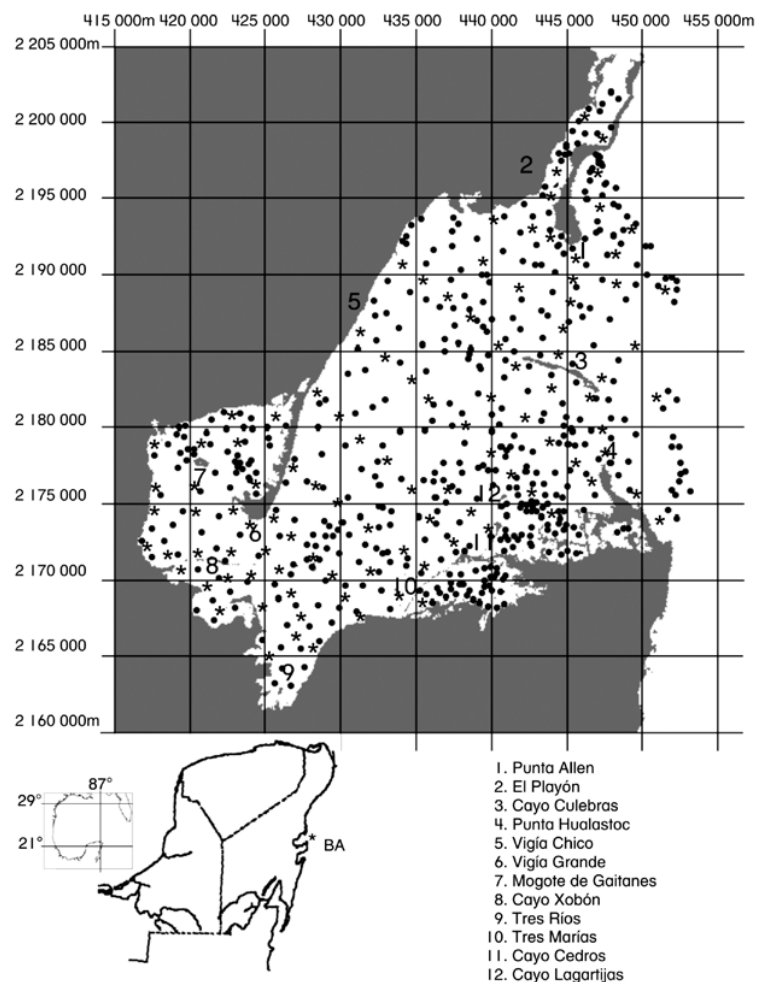 415 000m 420 000 425 000 430 000 435 000 440 000 445 000 450 000 455 000m
2 205 000m
2 200 000
2
2 195 000
1
2 190 000
5
2 185 000
3
2 180 000
4
7
12
2 175 000
6
11
8
2 170 000
10
2 165 000
9
2 160 000m
87°
29°
21°
* BA
1. Punta Allen
2. El Playón
3. Cayo Culebras
4. Punta Hualastoc
5. Vigía Chico
6. Vigía Grande
7. Mogote de Gaitanes
8. Cayo Xobón
9. Tres Ríos
10. Tres Marías
11. Cayo Cedros
12. Cayo Lagartijas